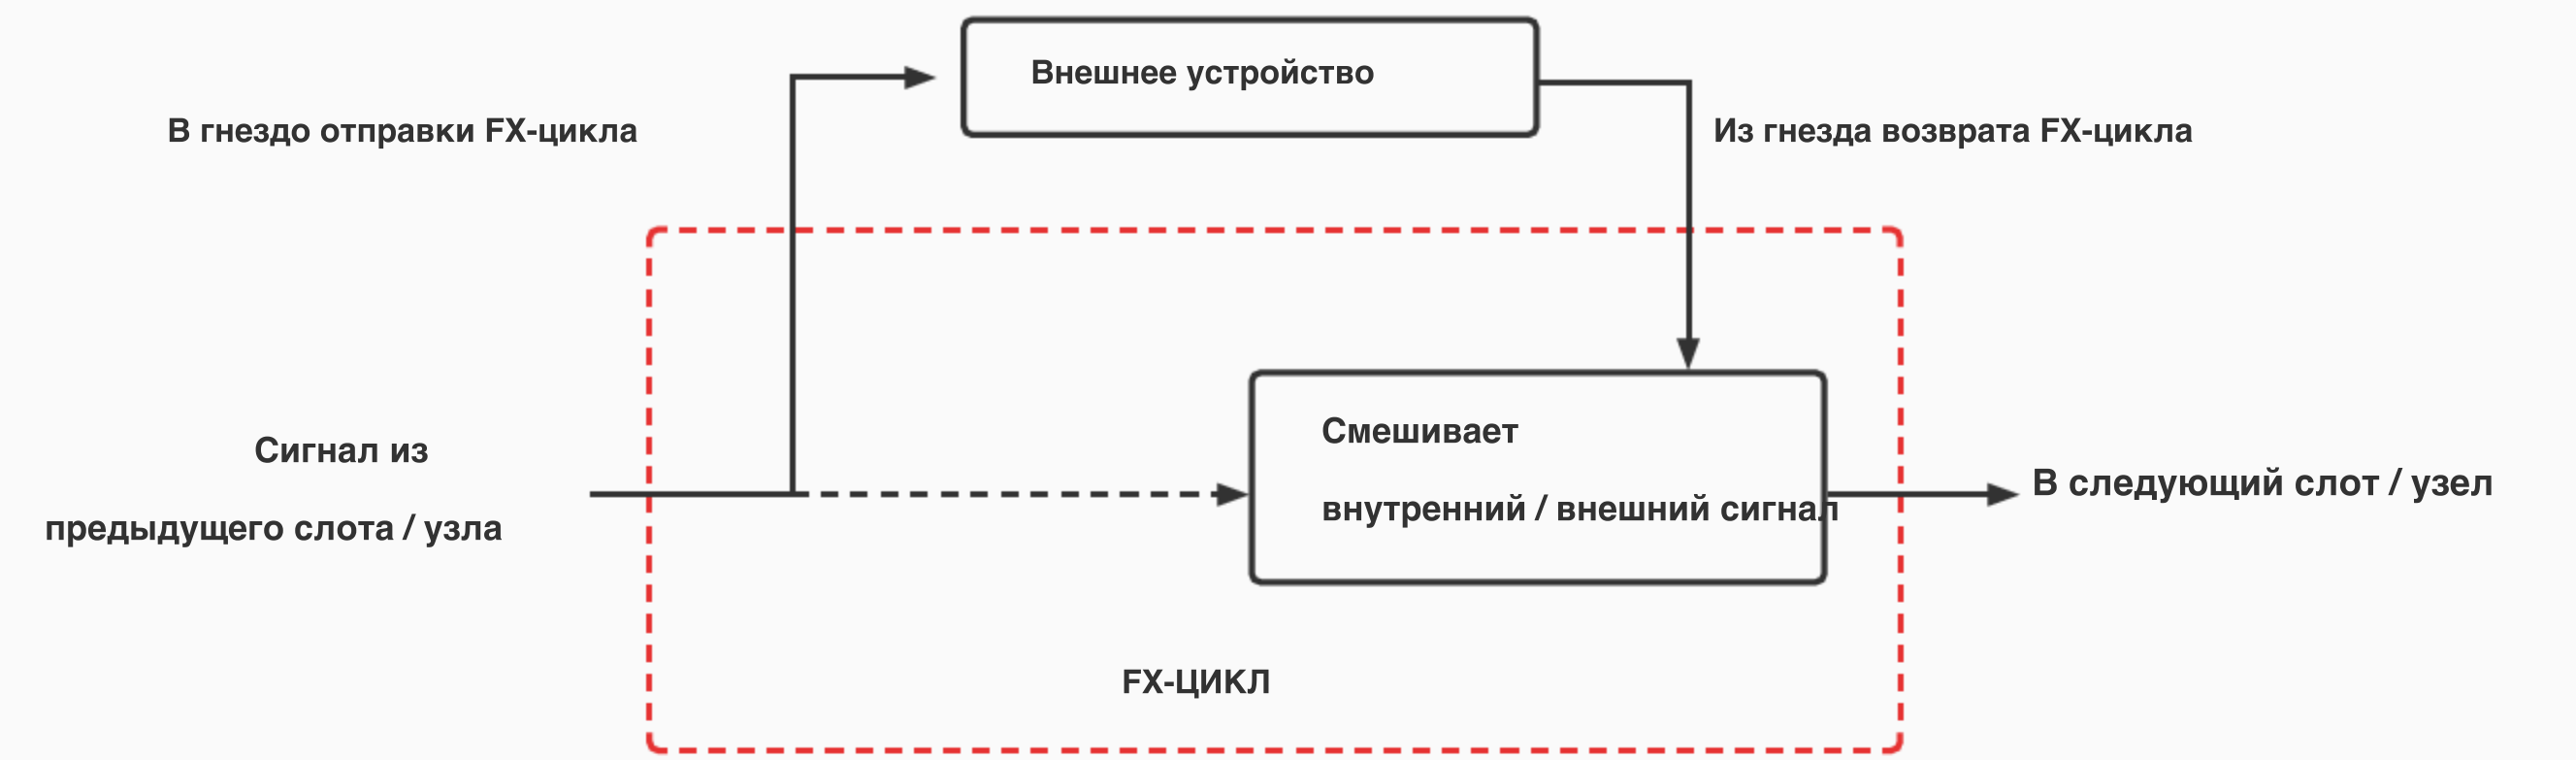 Внешнее устройство
В гнездо отправки FX-цикла
Из гнезда возврата FX-цикла
Сигнал из
предыдущего слота / узла
Смешивает
внутренний / внешний сигнал
В следующий слот / узел
FX-ЦИКЛ